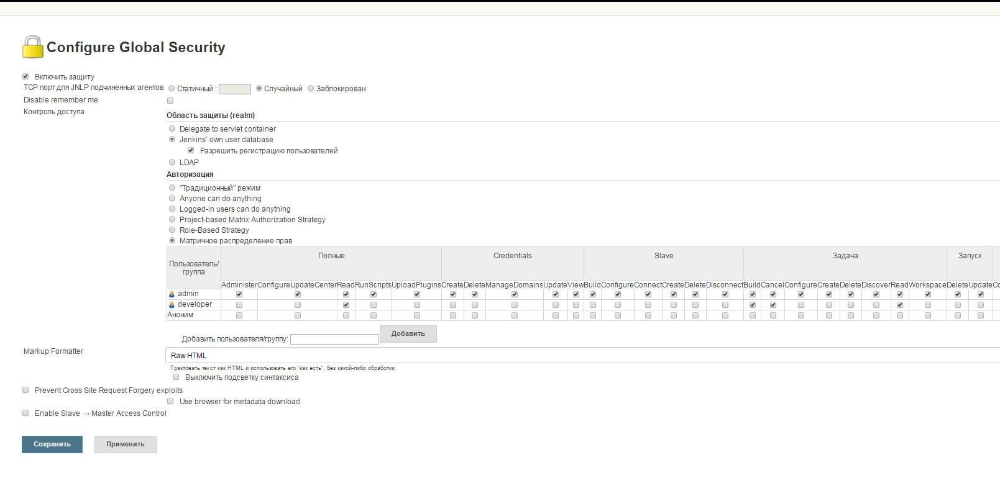 Configure Global Security
Включить защиту
TCP порт для JNLP подчиненных агентов Статичный : Случайный Заблокирован
Disable remember me
Контроль доступа
Область защиты (realm)
Delegate to servlet container
Jenkins' own user database
Разрешить регистрацию пользователей
LDAP
Авторизация
"Традиционный" режим
Anyone can do anything
Logged-in users can do anything
Project-based Matrix Authorization Strategy
Role-Based Strategy
Матричное распределение прав
Пользователь/группа Полные Credentials Slave Задача Запуск
Administer ConfigureUpdateCenter Read RunScripts UploadPlugins Create Delete ManageDomains Update View Build Configure Connect Create Delete Disconnect Build Cancel Configure Create Delete Discover Read Workspace Delete Update Co
admin
developer
Аноним
Добавить пользователя/группу: Добавить
Markup Formatter
Raw HTML
Трактовать текст как HTML и использовать его "как есть", без какой-либо обработки
Выключить подсветку синтаксиса
Prevent Cross Site Request Forgery exploits
Use browser for metadata download
Enable Slave → Master Access Control
Сохранить Применить